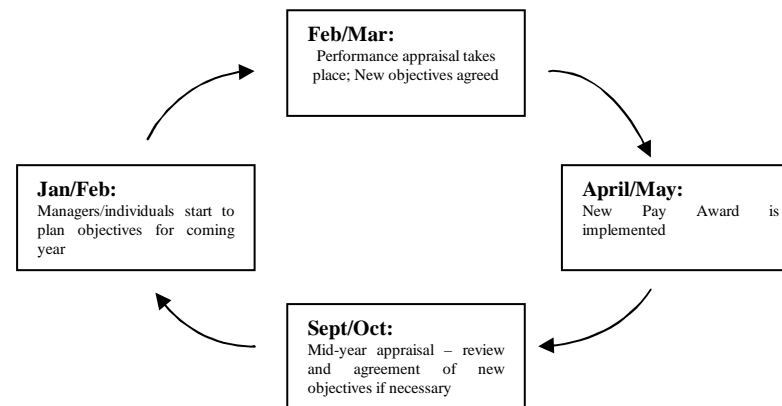 Feb/Mar:
Performance appraisal takes
place; New objectives agreed
Jan/Feb:
Managers/individuals start to
plan objectives for coming
year
April/May:
New Pay Award is
implemented
Sept/Oct:
Mid-year appraisal – review
and agreement of new
objectives if necessary